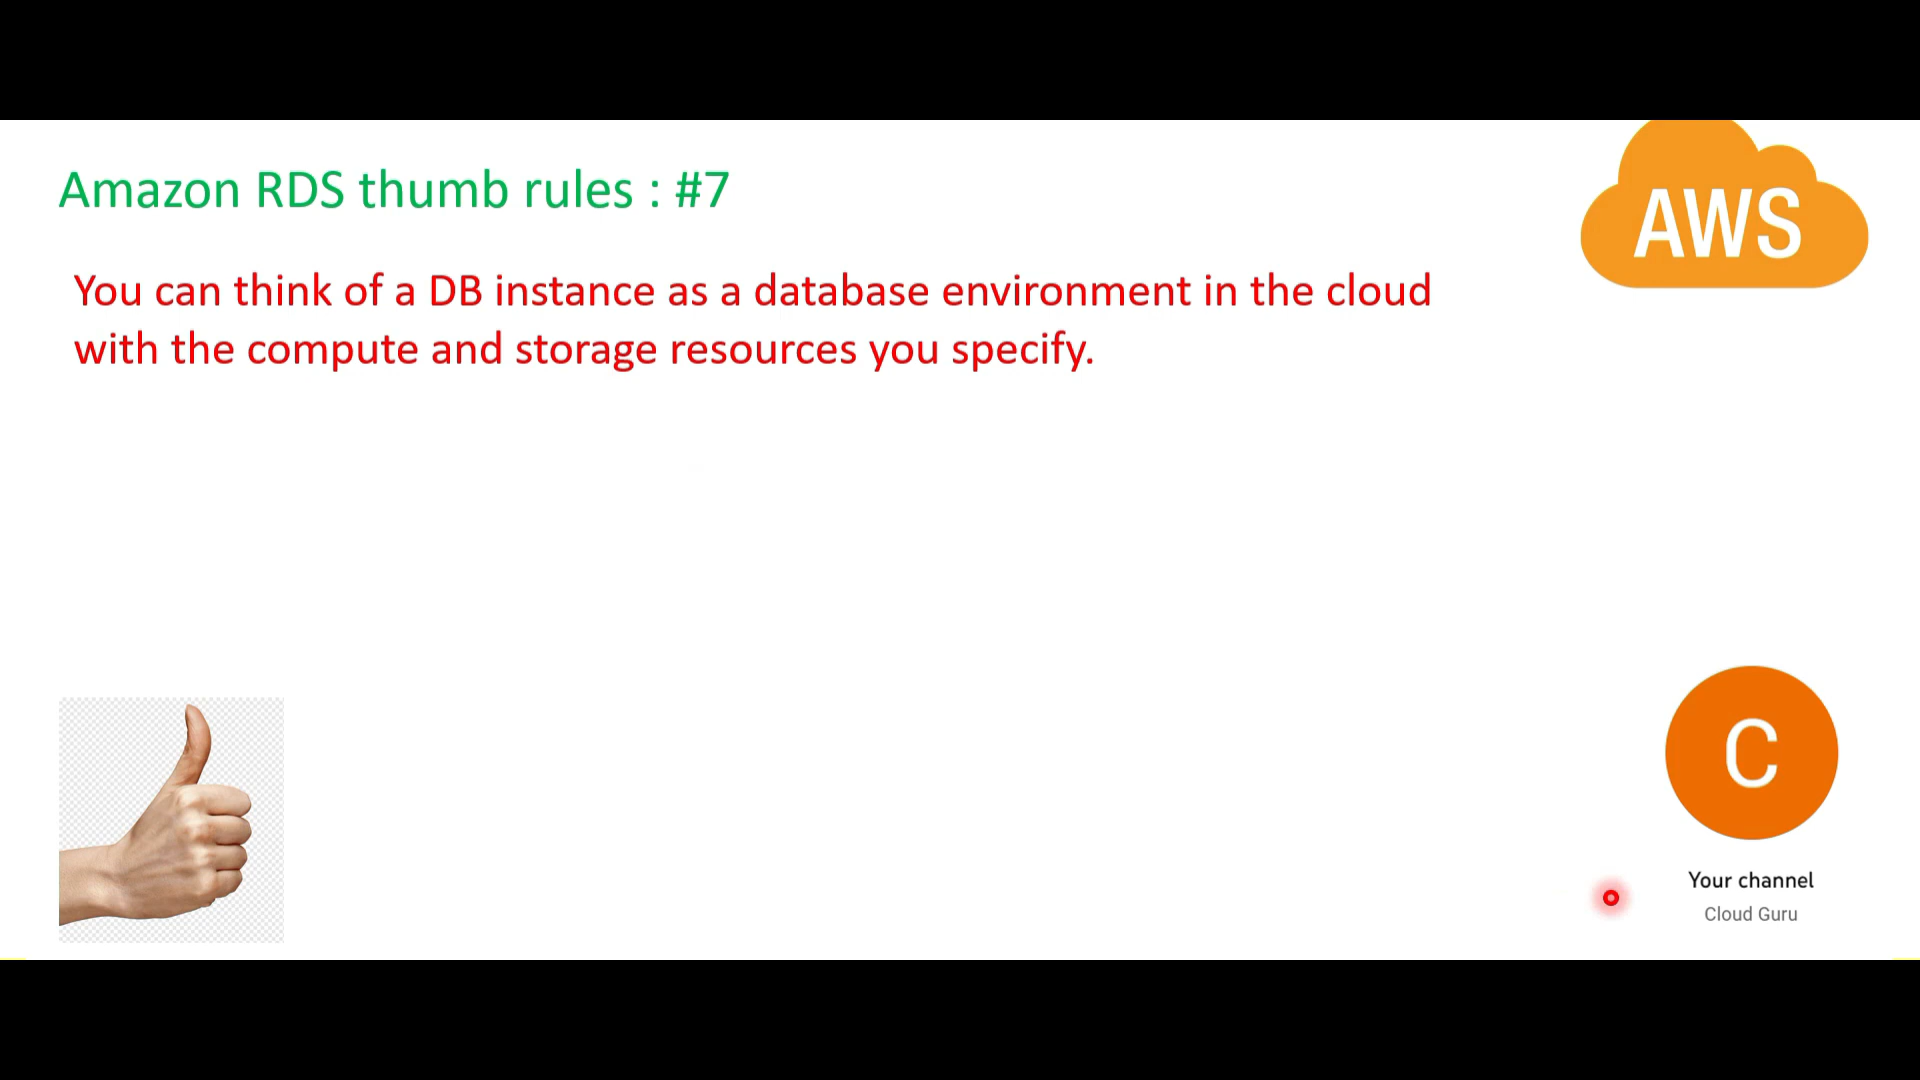 Amazon RDS thumb rules : #7
AWS
You can think of a DB instance as a database environment in the cloud
with the compute and storage resources you specify.
C
Your channel
Cloud Guru